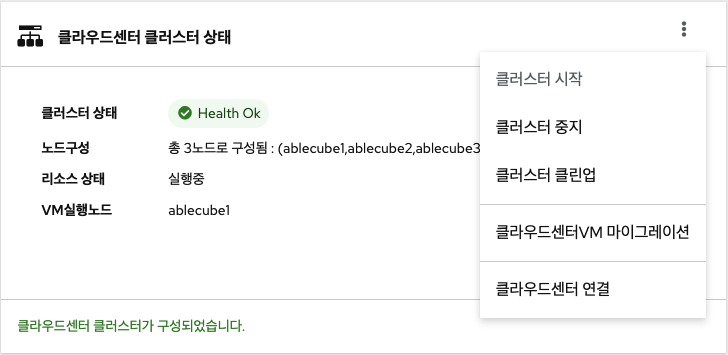 클라우드센터 클러스터 상태
클러스터 상태 Health Ok
노드구성 총 3노드로 구성됨 : (ablecube1,ablecube2,ablecube3
리소스 상태 실행중
VM실행노드 ablecube1
클러스터 시작
클러스터 중지
클러스터 클린업
클라우드센터VM 마이그레이션
클라우드센터 연결
클라우드센터 클러스터가 구성되었습니다.